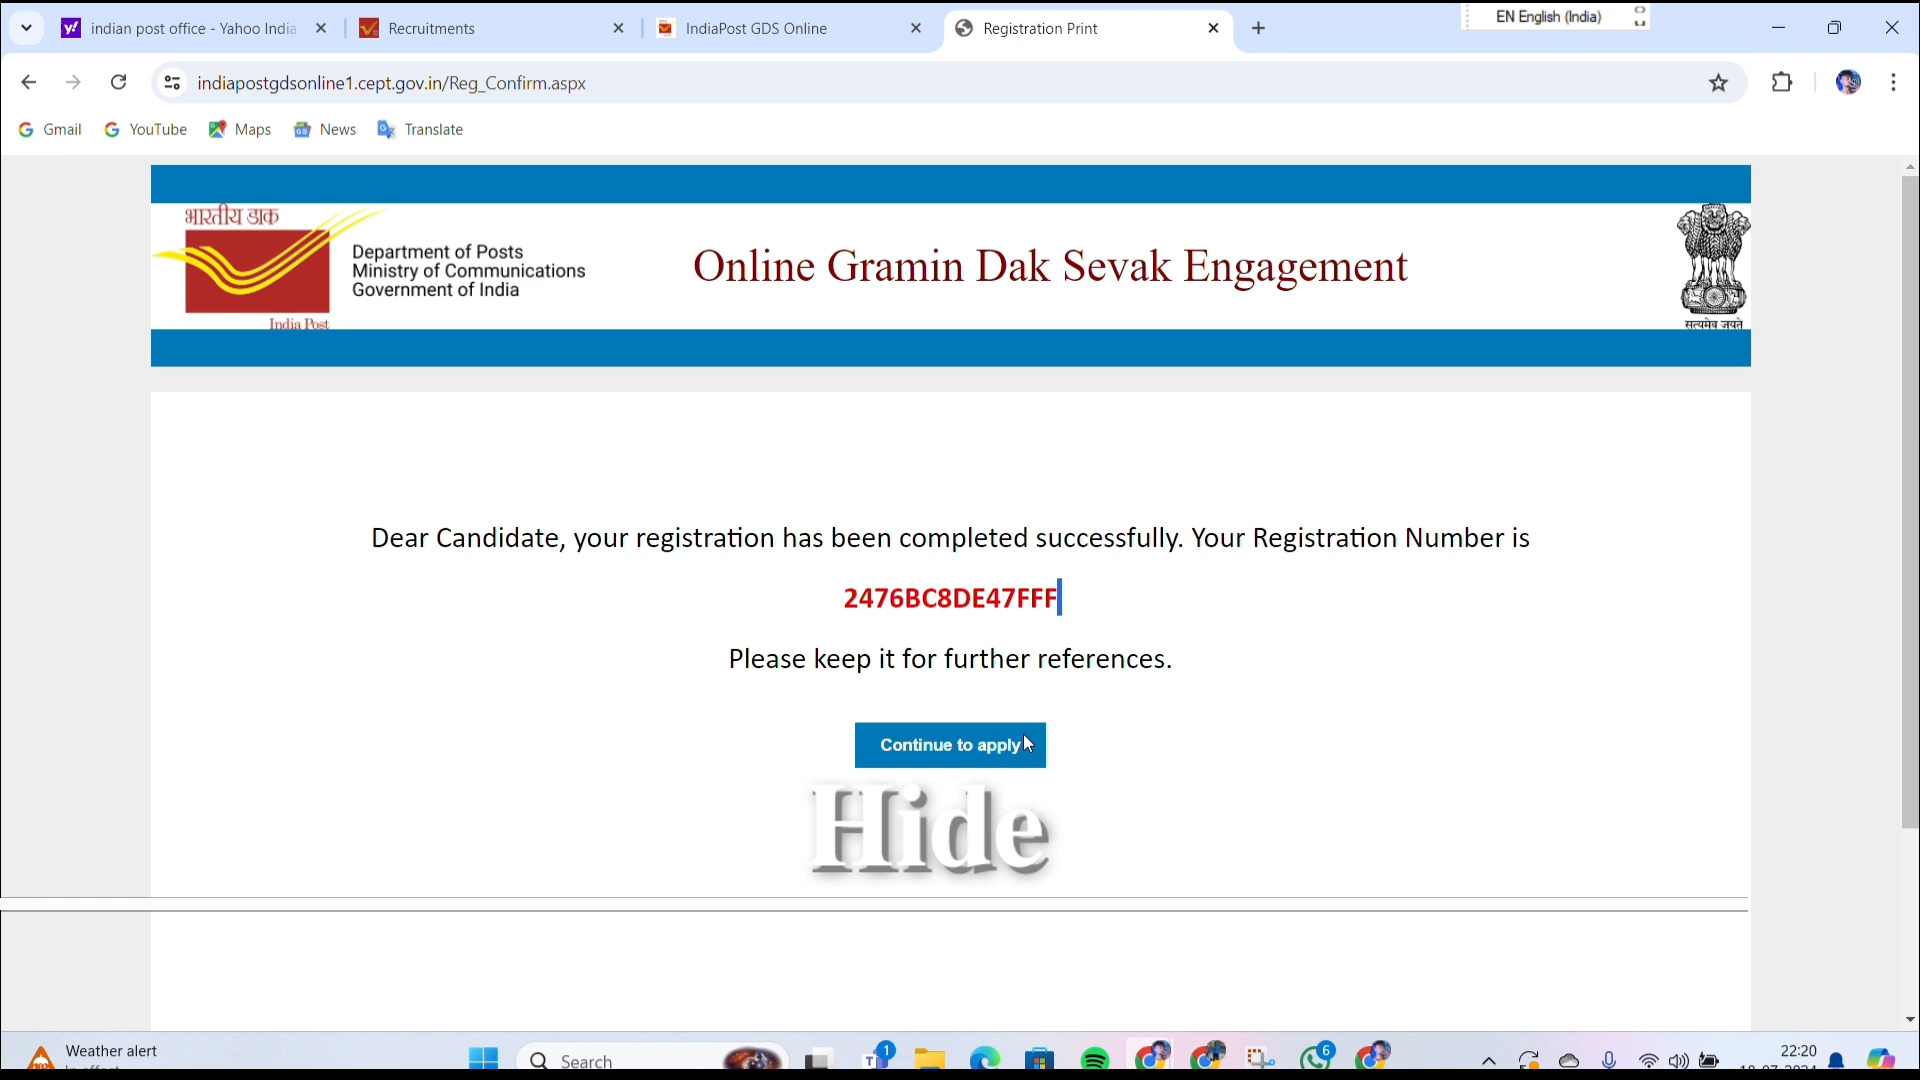 indian post office - Yahoo India
Recruitments
IndiaPost GDS Online
Registration Print
EN English (India)
indiapostgdsonline1.cept.gov.in/Reg_Confirm.aspx
Gmail
YouTube
Maps
News
Translate
भारतीय डाक
India Post
Department of Posts
Ministry of Communications
Government of India
Online Gramin Dak Sevak Engagement
सत्यमेव जयते
Dear Candidate, your registration has been completed successfully. Your Registration Number is
2476BC8DE47FFF
Please keep it for further references.
Continue to apply
Hide
Weather alert
Search
1
6
22:20